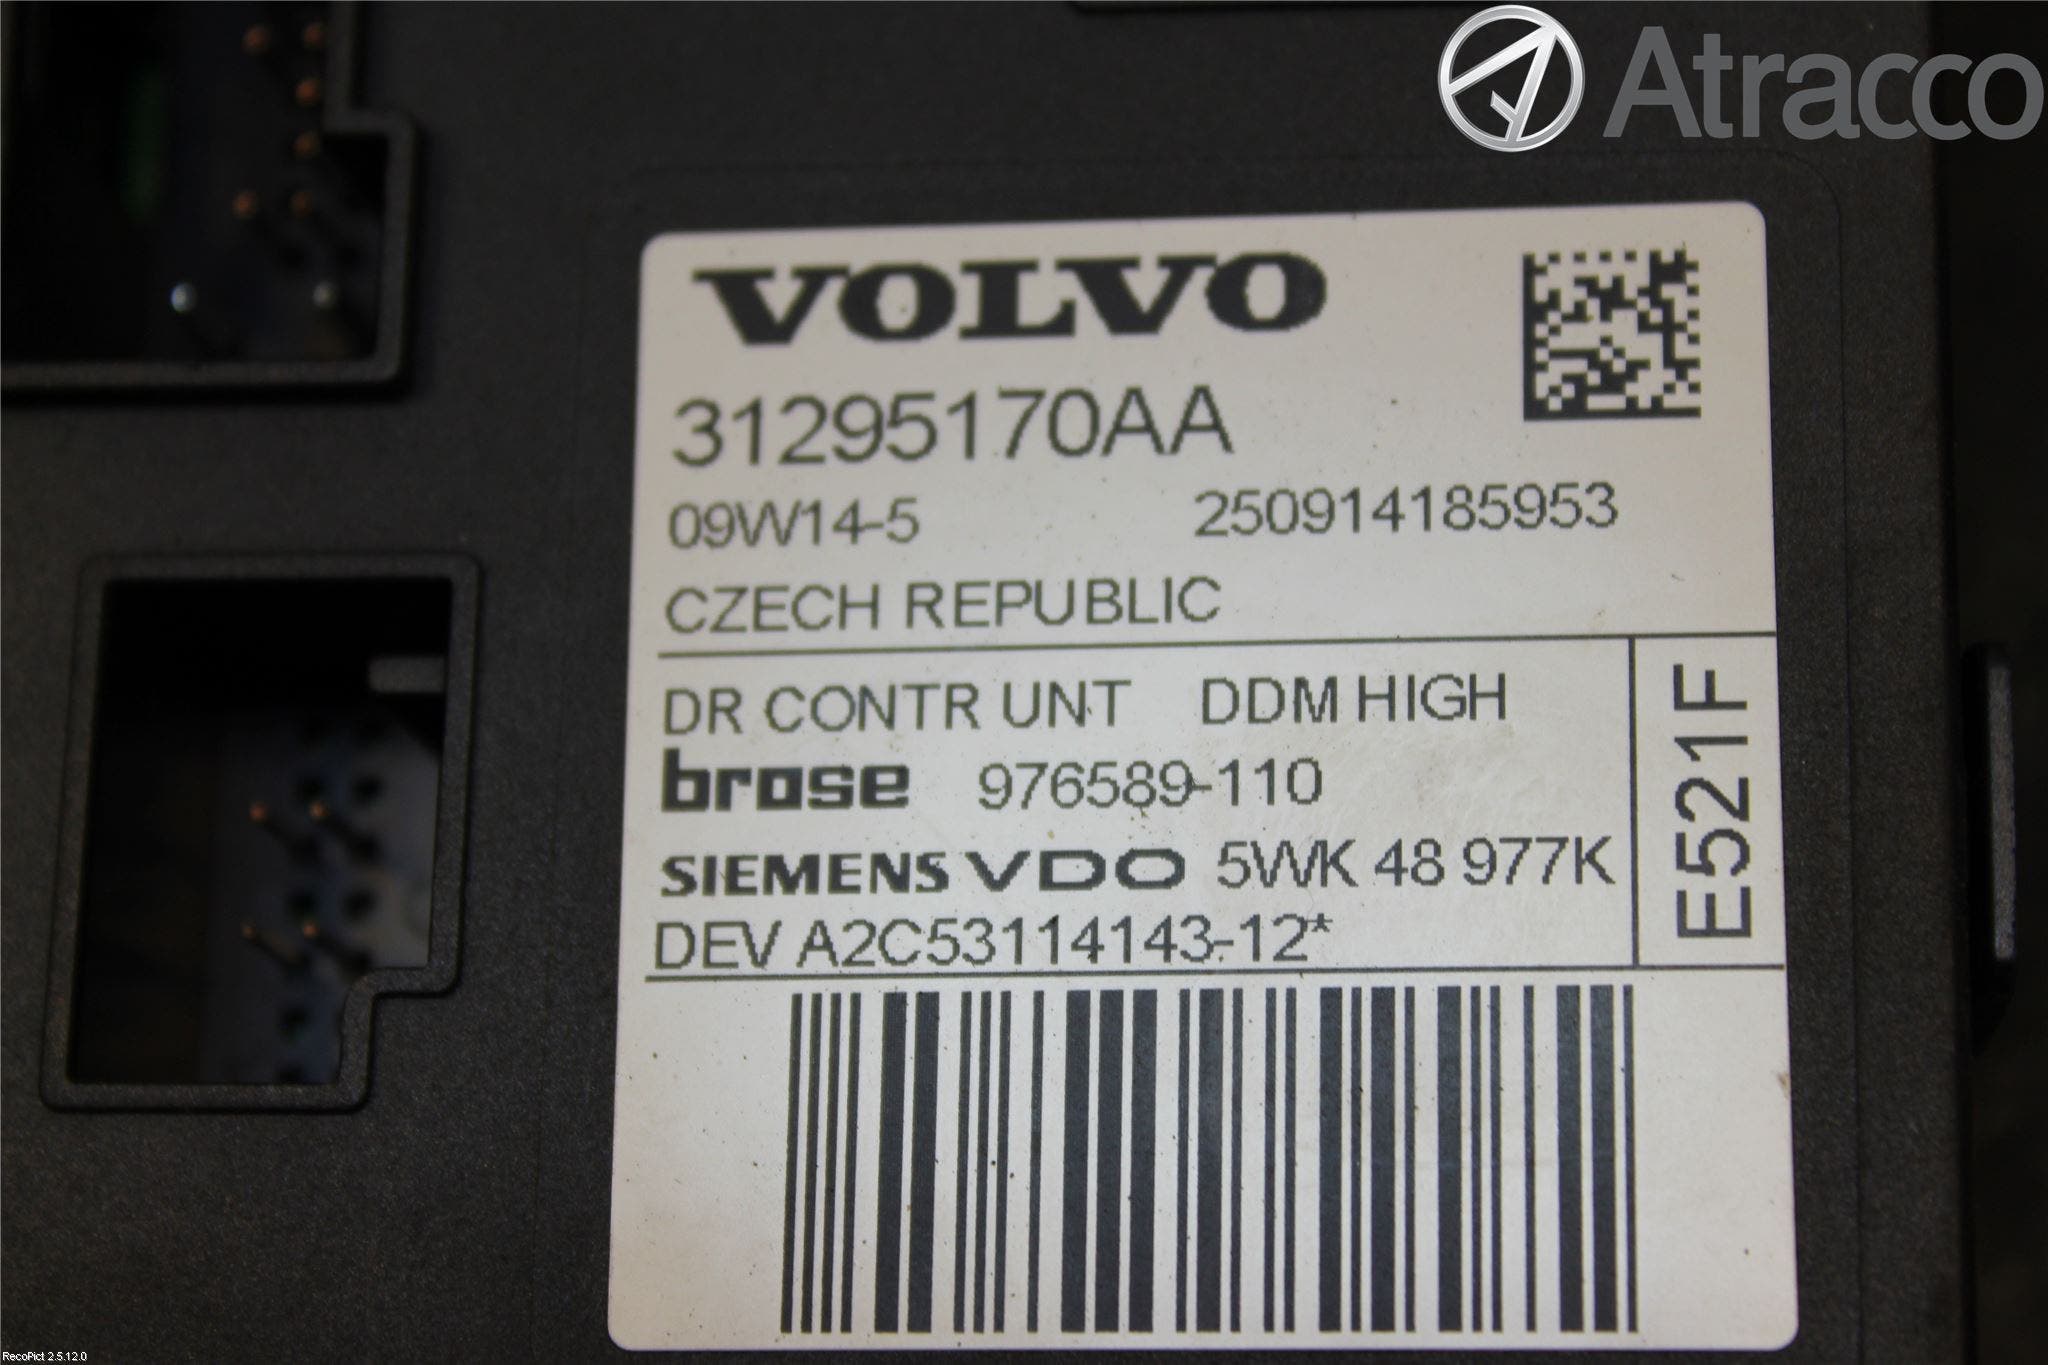 Atracco
VOLVO
31295170AA
09W14-5 250914185953
CZECH REPUBLIC
DR CONTR UNT DDM HIGH
brose 976589-110
SIEMENS VDO 5WK 48 977K
DEV A2C53114143-12*
E521F
RecoPict 2.5.12.0